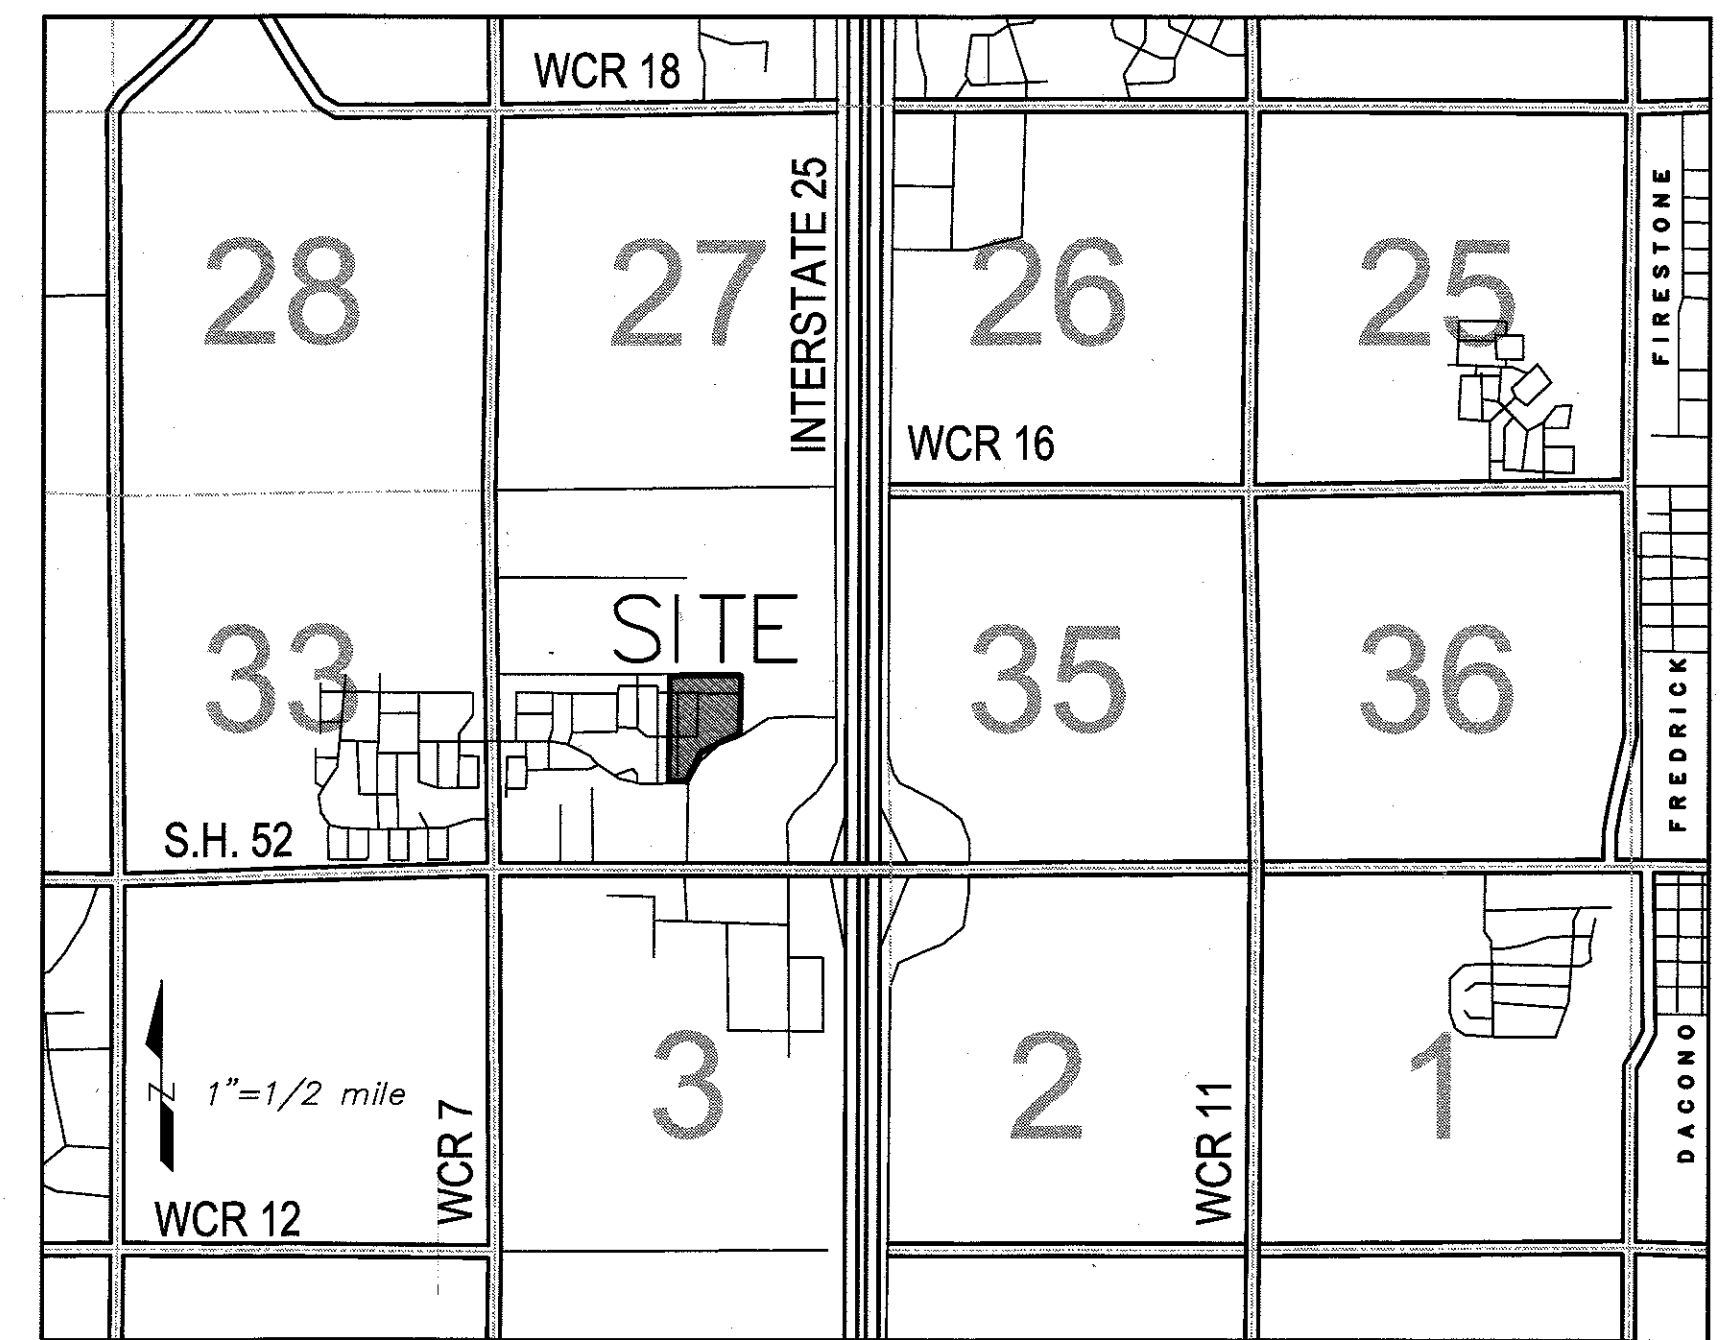 WCR 18
INTERSTATE 25
FIRESTONE
28
27
26
25
WCR 16
SITE
33
35
36
FREDRICK
S.H. 52
N
1"=1/2 mile
WCR 7
3
2
WCR 11
1
DACONO
WCR 12